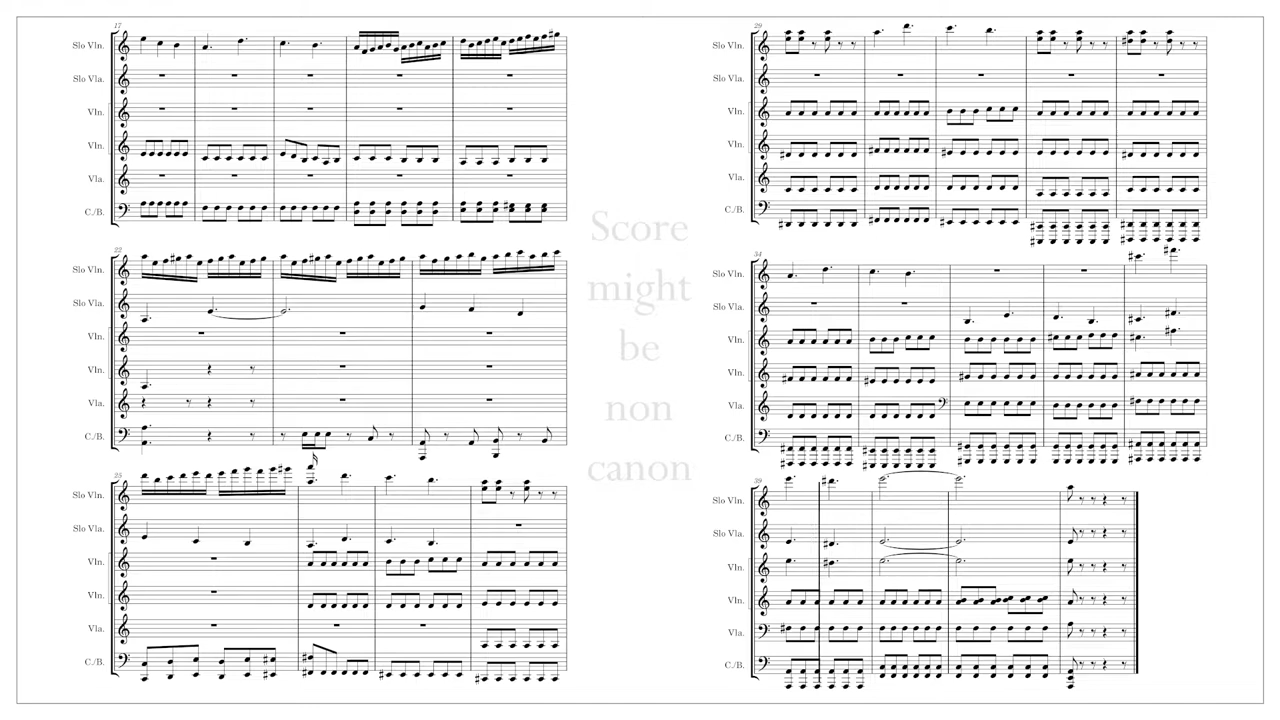 17
Slo Vln.
Slo Vla.
Vln.
Vln.
Vla.
C./B.
22
Slo Vln.
Slo Vla.
Vln.
Vln.
Vla.
C./B.
25
Slo Vln.
Slo Vla.
Vln.
Vln.
Vla.
C./B.
Score
might
be
non
canon
29
Slo Vln.
Slo Vla.
Vln.
Vln.
Vla.
C./B.
34
Slo Vln.
Slo Vla.
Vln.
Vln.
Vla.
C./B.
39
Slo Vln.
Slo Vla.
Vln.
Vln.
Vla.
C./B.